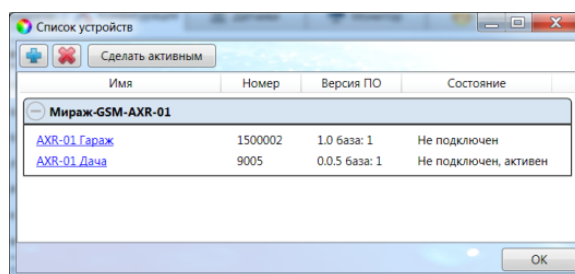 Список устройств
Сделать активным
Имя Номер Версия ПО Состояние
Мираж-GSM-AXR-01
AXR-01 Гараж 1500002 1.0 база: 1 Не подключен
AXR-01 Дача 9005 0.0.5 база: 1 Не подключен, активен
OK